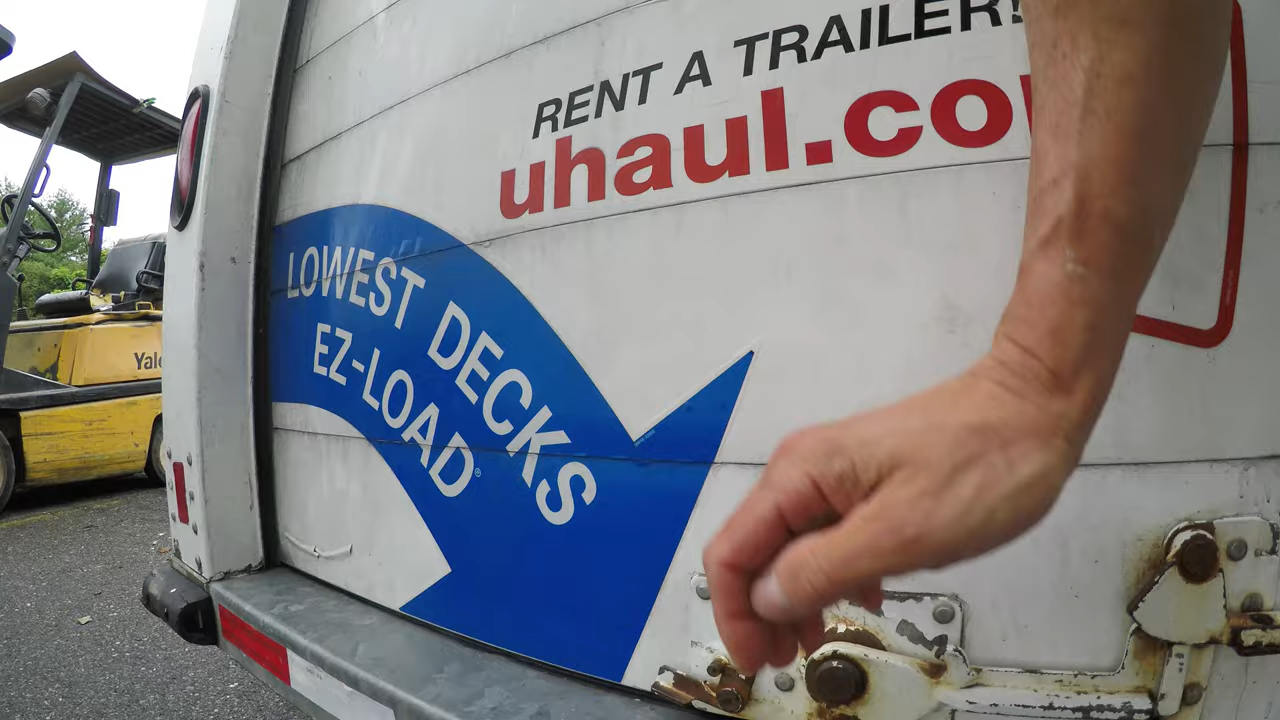 RENT A TRAILER!
uhaul.co
LOWEST DECKS
EZ-LOAD®
Yale